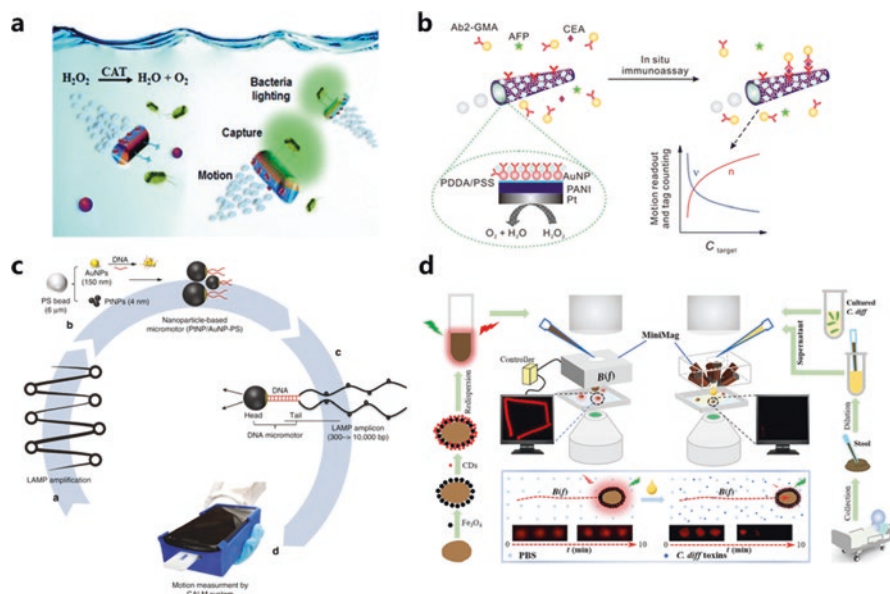 a
H₂O₂ CAT H₂O + O₂
Bacteria
lighting
Capture
Motion
b
Ab2-GMA
AFP
CEA
In situ
immunoassay
PDDA/PSS
AuNP
PANI
Pt
O₂ + H₂O
H₂O₂
Motion readout
and tag counting
v
n
C target
c
DNA
AuNPs
(150 nm)
PS bead
(6 μm)
PtNPs (4 nm)
b
Nanoparticle-based
micromotor (PtNP/AuNP-PS)
c
DNA
Head
Tail
DNA micromotor
LAMP amplicon
(300–> 10,000 bp)
LAMP amplification
a
d
Motion measurment by
CALM system
d
Controller
MiniMag
B(f)
Redispersion
CDs
Fe₃O₄
Cultured
C. diff
Supernatant
Dilution
Stool
Collection
B(f)
B(f)
0
t (min)
10
0
t (min)
10
PBS
C. diff toxins